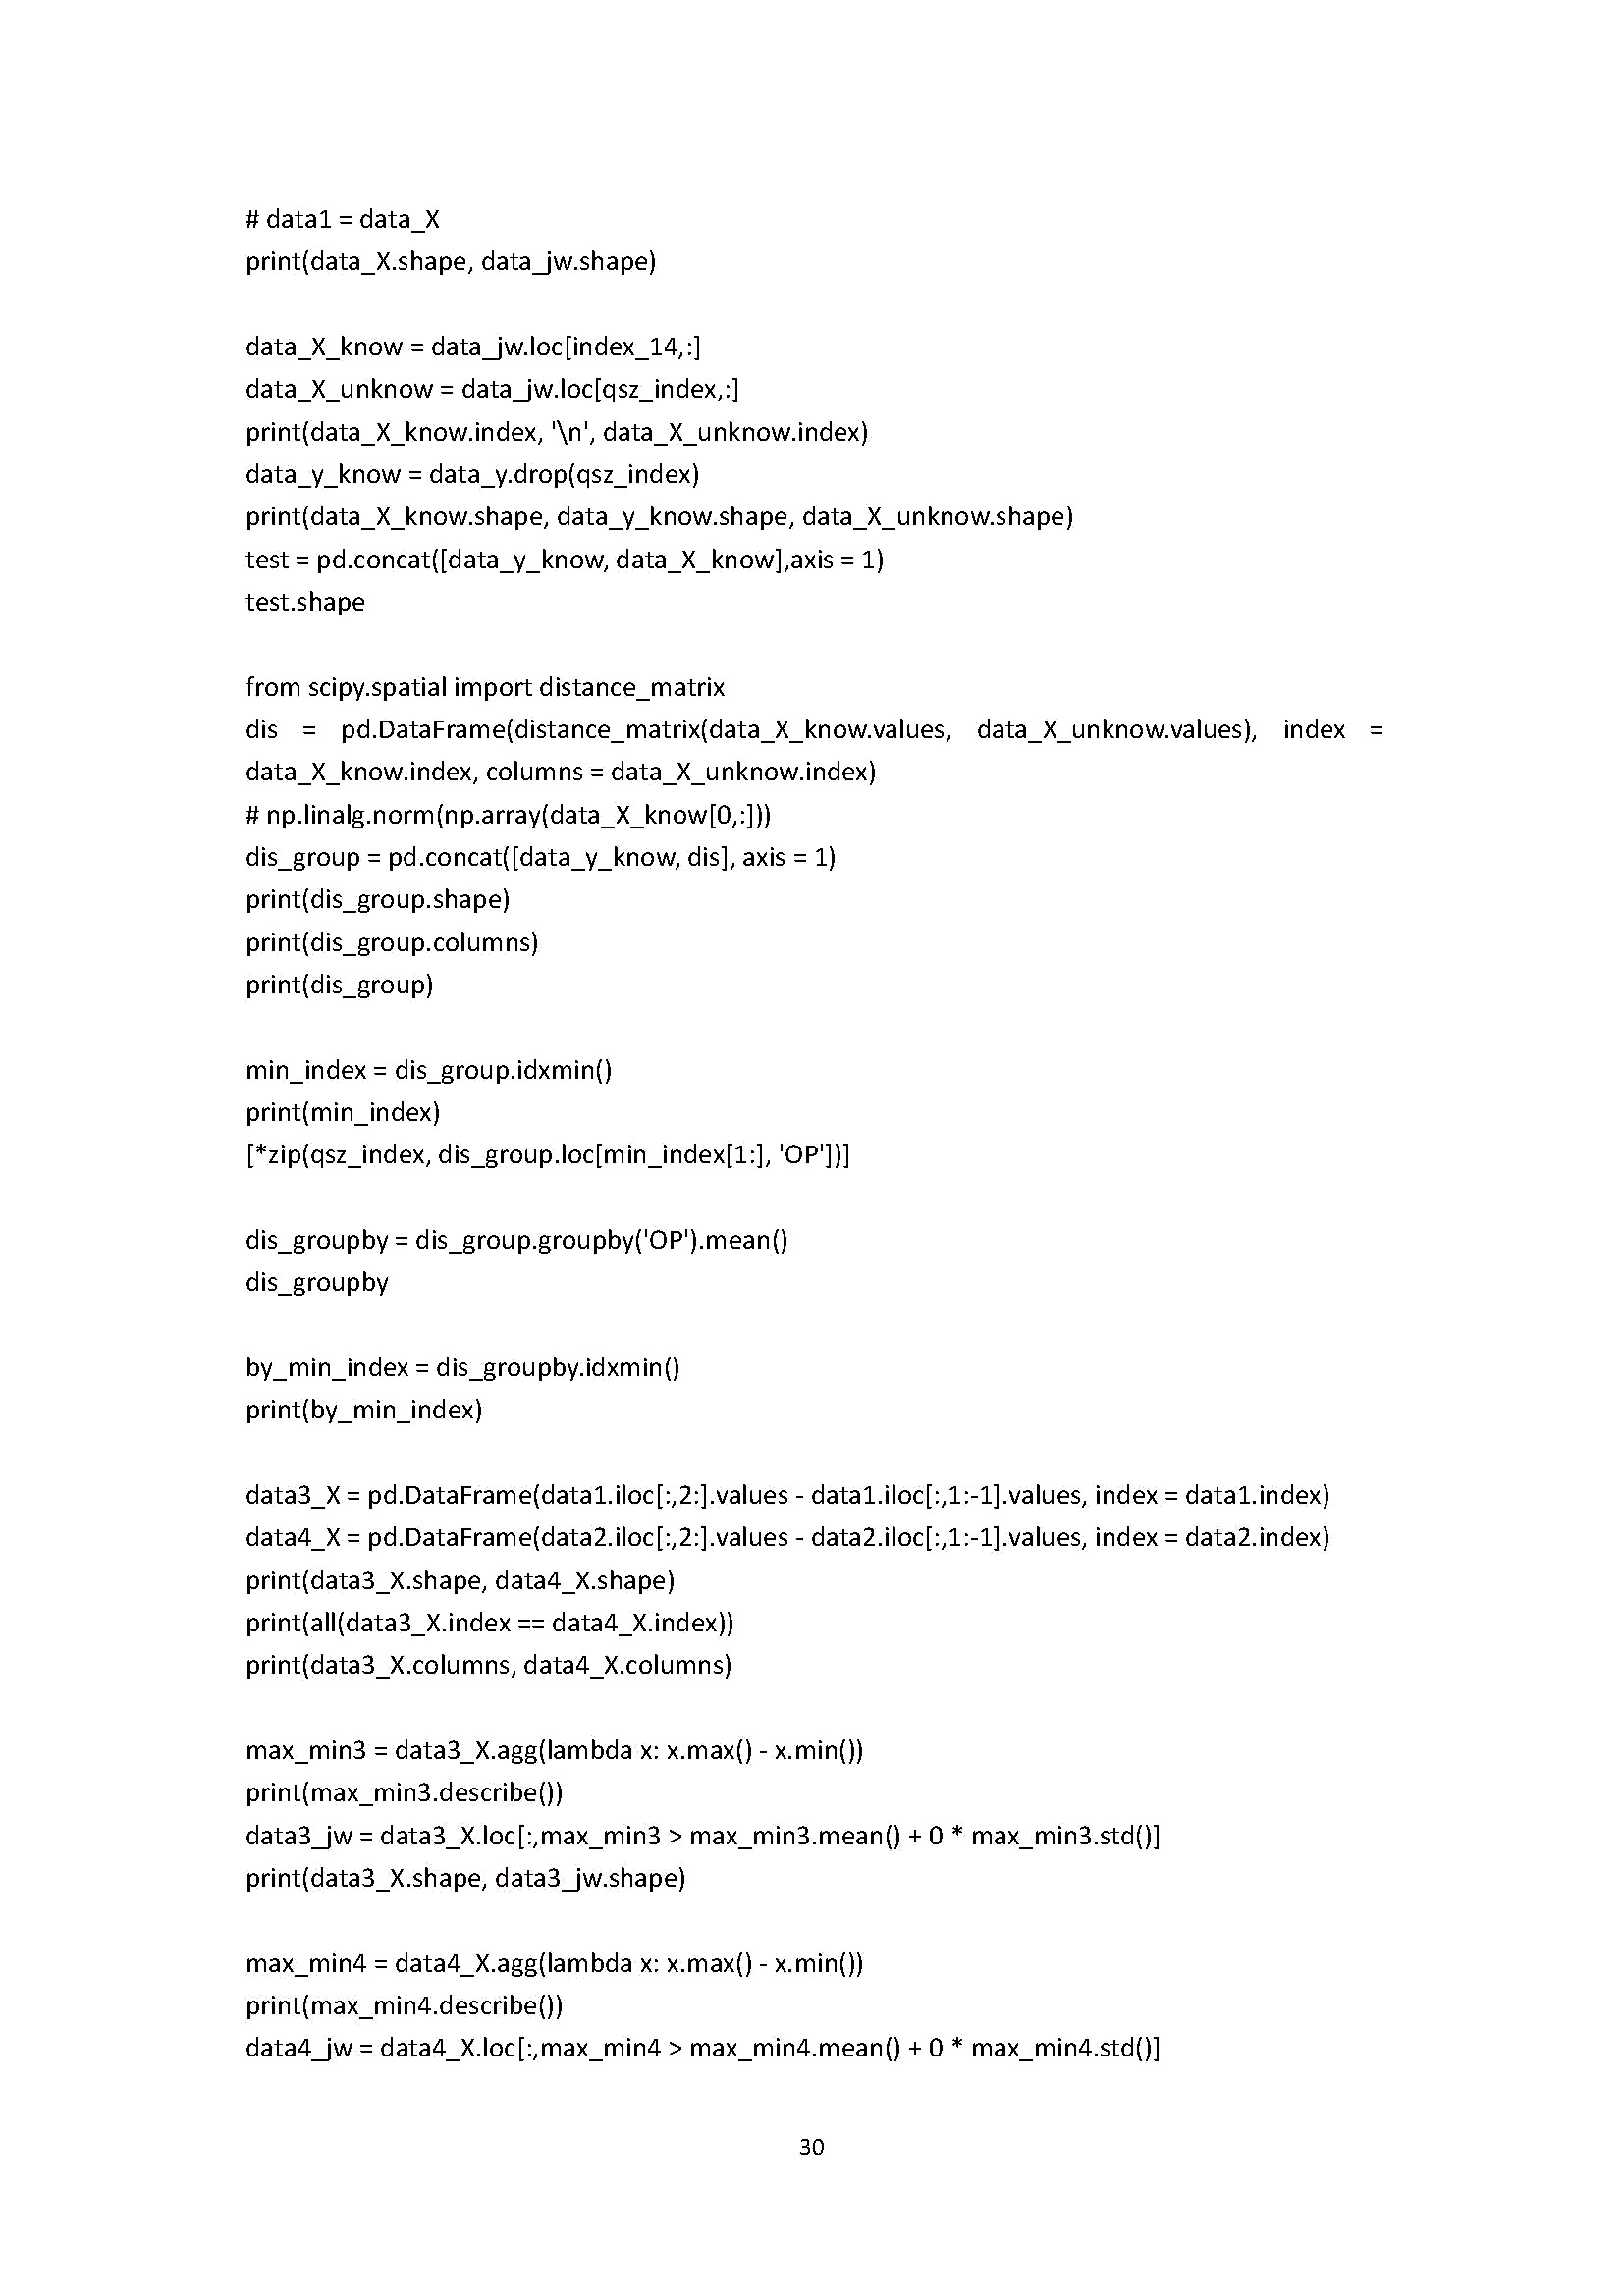 # data1 = data_X
print(data_X.shape, data_jw.shape)
data_X_know = data_jw.loc[index_14,:]
data_X_unknow = data_jw.loc[qsz_index,:]
print(data_X_know.index, '\n', data_X_unknow.index)
data_y_know = data_y.drop(qsz_index)
print(data_X_know.shape, data_y_know.shape, data_X_unknow.shape)
test = pd.concat([data_y_know, data_X_know],axis = 1)
test.shape
from scipy.spatial import distance_matrix
dis = pd.DataFrame(distance_matrix(data_X_know.values, data_X_unknow.values), index =
data_X_know.index, columns = data_X_unknow.index)
# np.linalg.norm(np.array(data_X_know[0,:]))
dis_group = pd.concat([data_y_know, dis], axis = 1)
print(dis_group.shape)
print(dis_group.columns)
print(dis_group)
min_index = dis_group.idxmin()
print(min_index)
[*zip(qsz_index, dis_group.loc[min_index[1:], 'OP'])]
dis_groupby = dis_group.groupby('OP').mean()
dis_groupby
by_min_index = dis_groupby.idxmin()
print(by_min_index)
data3_X = pd.DataFrame(data1.iloc[:,2:].values - data1.iloc[:,1:-1].values, index = data1.index)
data4_X = pd.DataFrame(data2.iloc[:,2:].values - data2.iloc[:,1:-1].values, index = data2.index)
print(data3_X.shape, data4_X.shape)
print(all(data3_X.index == data4_X.index))
print(data3_X.columns, data4_X.columns)
max_min3 = data3_X.agg(lambda x: x.max() - x.min())
print(max_min3.describe())
data3_jw = data3_X.loc[:,max_min3 > max_min3.mean() + 0 * max_min3.std()]
print(data3_X.shape, data3_jw.shape)
max_min4 = data4_X.agg(lambda x: x.max() - x.min())
print(max_min4.describe())
data4_jw = data4_X.loc[:,max_min4 > max_min4.mean() + 0 * max_min4.std()]
30